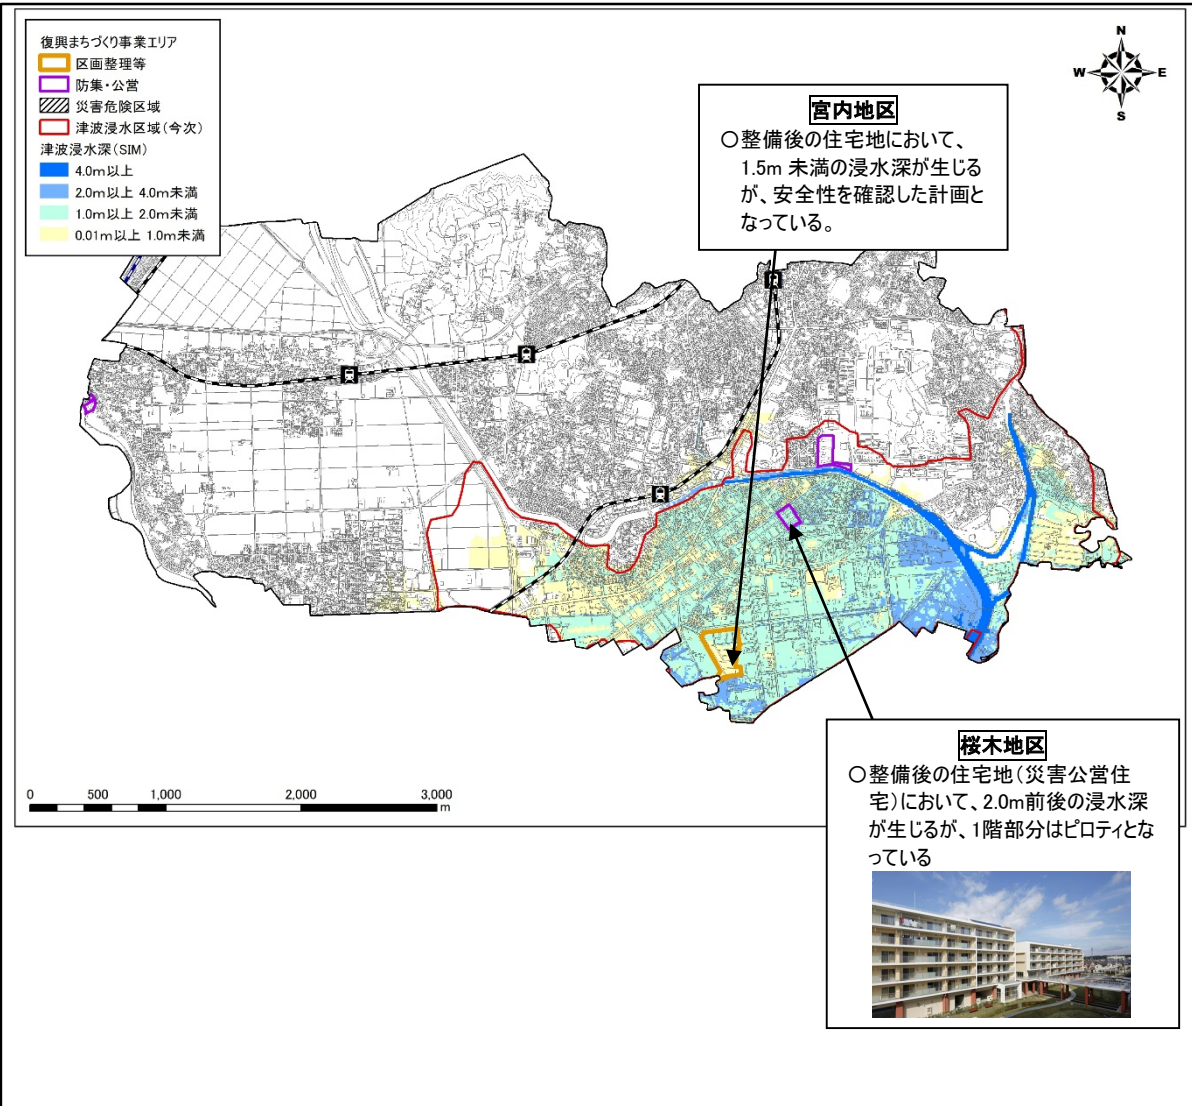 復興まちづくり事業エリア
区画整理等
防集・公営
災害危険区域
津波浸水区域(今次)
津波浸水深(SIM)
4.0m以上
2.0m以上 4.0m未満
1.0m以上 2.0m未満
0.01m以上 1.0m未満
N
W
E
S
宮内地区
〇整備後の住宅地において、
1.5m 未満の浸水深が生じる
が、安全性を確認した計画と
なっている。
0 500 1,000 2,000 3,000
m
桜木地区
〇整備後の住宅地(災害公営住
宅)において、2.0m前後の浸水深
が生じるが、1階部分はピロティとな
っている